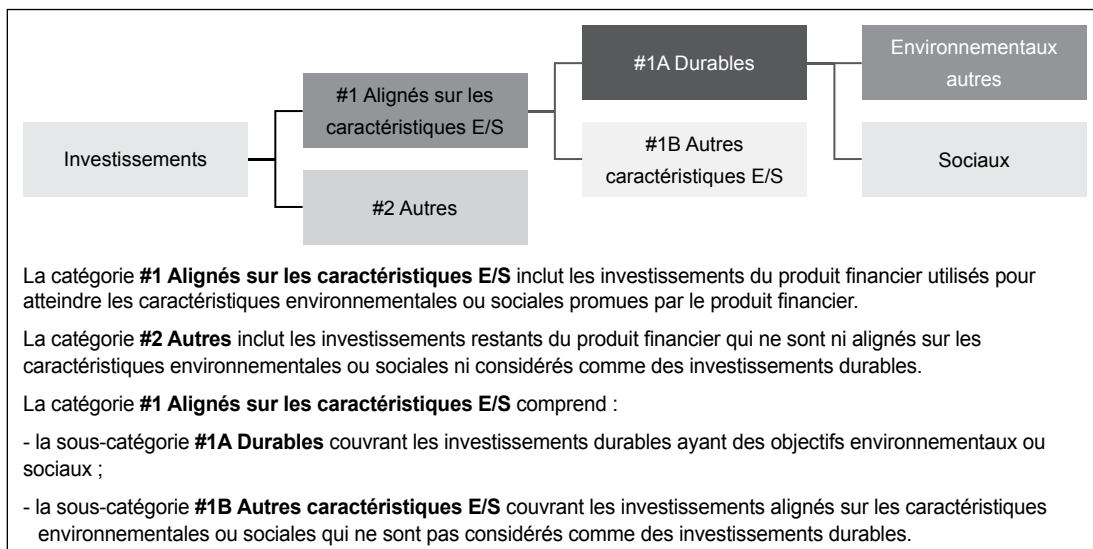 Investissements
#1 Alignés sur les
caractéristiques E/S
#2 Autres
#1A Durables
#1B Autres
caractéristiques E/S
Environnementaux
autres
Sociaux
La catégorie #1 Alignés sur les caractéristiques E/S inclut les investissements du produit financier utilisés pour
atteindre les caractéristiques environnementales ou sociales promues par le produit financier.
La catégorie #2 Autres inclut les investissements restants du produit financier qui ne sont ni alignés sur les
caractéristiques environnementales ou sociales ni considérés comme des investissements durables.
La catégorie #1 Alignés sur les caractéristiques E/S comprend :
- la sous-catégorie #1A Durables couvrant les investissements durables ayant des objectifs environnementaux ou
sociaux ;
- la sous-catégorie #1B Autres caractéristiques E/S couvrant les investissements alignés sur les caractéristiques
environnementales ou sociales qui ne sont pas considérés comme des investissements durables.